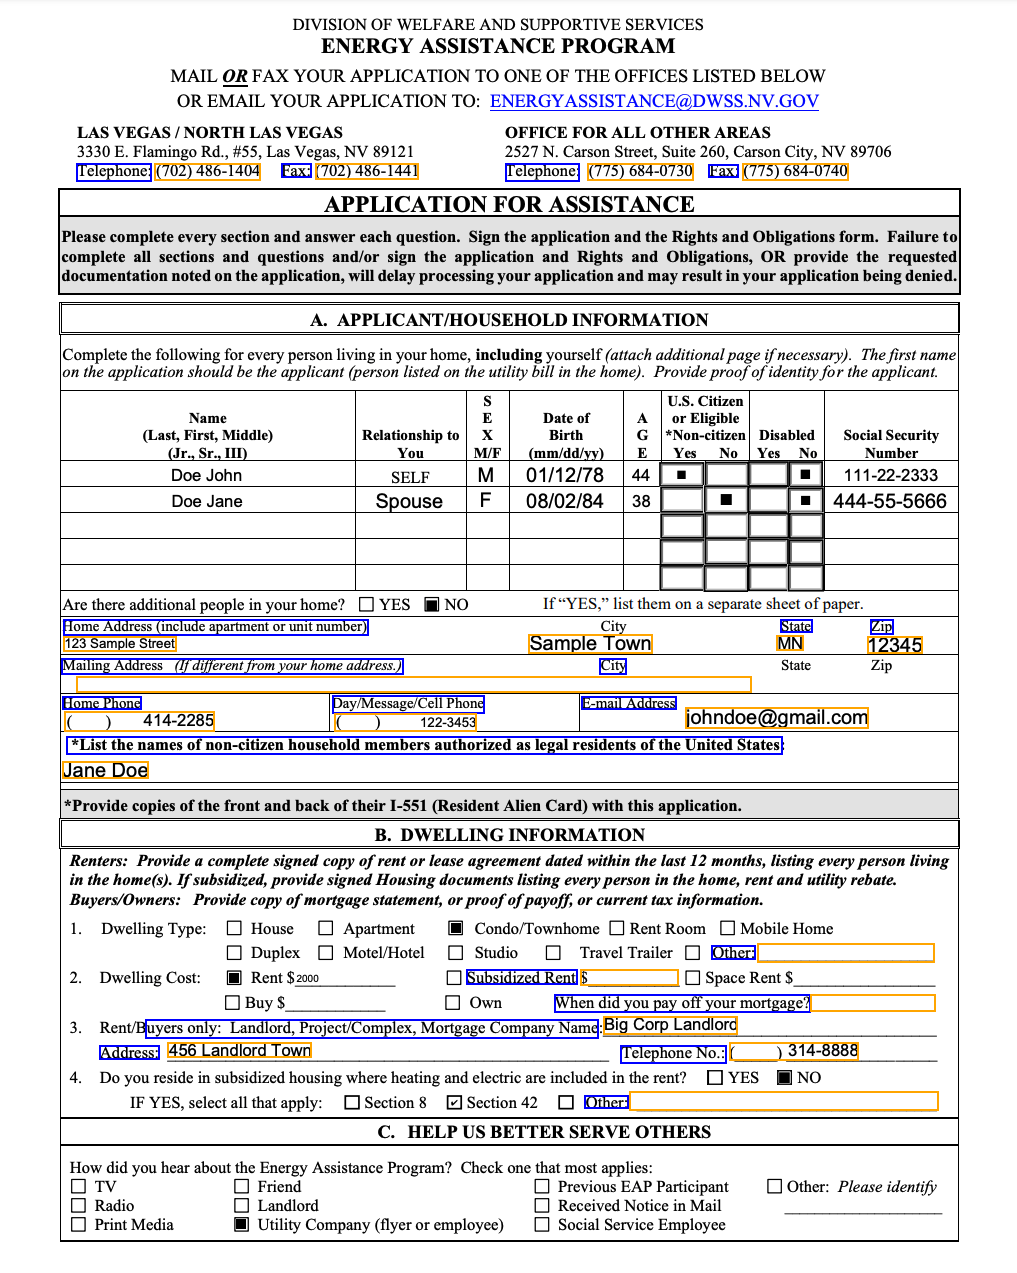 DIVISION OF WELFARE AND SUPPORTIVE SERVICES
ENERGY ASSISTANCE PROGRAM
MAIL OR FAX YOUR APPLICATION TO ONE OF THE OFFICES LISTED BELOW
OR EMAIL YOUR APPLICATION TO: ENERGYASSISTANCE@DWSS.NV.GOV
LAS VEGAS / NORTH LAS VEGAS
3330 E. Flamingo Rd., #55, Las Vegas, NV 89121
Telephone: (702) 486-1404 Fax: (702) 486-1441
OFFICE FOR ALL OTHER AREAS
2527 N. Carson Street, Suite 260, Carson City, NV 89706
Telephone: (775) 684-0730 Fax: (775) 684-0740
APPLICATION FOR ASSISTANCE
Please complete every section and answer each question. Sign the application and the Rights and Obligations form. Failure to
complete all sections and questions and/or sign the application and Rights and Obligations, OR provide the requested
documentation noted on the application, will delay processing your application and may result in your application being denied.
A. APPLICANT/HOUSEHOLD INFORMATION
Complete the following for every person living in your home, including yourself (attach additional page if necessary). The first name
on the application should be the applicant (person listed on the utility bill in the home). Provide proof of identity for the applicant.
Name (Last, First, Middle) (Jr., Sr., III) Relationship to You SEX M/F Date of Birth (mm/dd/yy) AGE U.S. Citizen or Eligible *Non-citizen Yes No Disabled Yes No Social Security Number
Doe John SELF M 01/12/78 44 111-22-2333
Doe Jane Spouse F 08/02/84 38 444-55-5666
Are there additional people in your home? YES NO If “YES,” list them on a separate sheet of paper.
Home Address (include apartment or unit number) City State Zip
123 Sample Street Sample Town MN 12345
Mailing Address (If different from your home address.) City State Zip
Home Phone Day/Message/Cell Phone E-mail Address
( ) 414-2285 ( ) 122-3453 johndoe@gmail.com
*List the names of non-citizen household members authorized as legal residents of the United States:
Jane Doe
*Provide copies of the front and back of their I-551 (Resident Alien Card) with this application.
B. DWELLING INFORMATION
Renters: Provide a complete signed copy of rent or lease agreement dated within the last 12 months, listing every person living
in the home(s). If subsidized, provide signed Housing documents listing every person in the home, rent and utility rebate.
Buyers/Owners: Provide copy of mortgage statement, or proof of payoff, or current tax information.
1. Dwelling Type: House Apartment Condo/Townhome Rent Room Mobile Home
Duplex Motel/Hotel Studio Travel Trailer Other:
2. Dwelling Cost: Rent $ 2000 Subsidized Rent $ Space Rent $
Buy $ Own When did you pay off your mortgage?
3. Rent/Buyers only: Landlord, Project/Complex, Mortgage Company Name: Big Corp Landlord
Address: 456 Landlord Town Telephone No.: ( ) 314-8888
4. Do you reside in subsidized housing where heating and electric are included in the rent? YES NO
IF YES, select all that apply: Section 8 Section 42 Other:
C. HELP US BETTER SERVE OTHERS
How did you hear about the Energy Assistance Program? Check one that most applies:
TV Friend Previous EAP Participant Other: Please identify
Radio Landlord Received Notice in Mail
Print Media Utility Company (flyer or employee) Social Service Employee